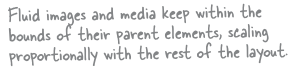 Fluid images and media keep within the
bounds of their parent elements, scaling
proportionally with the rest of the layout.